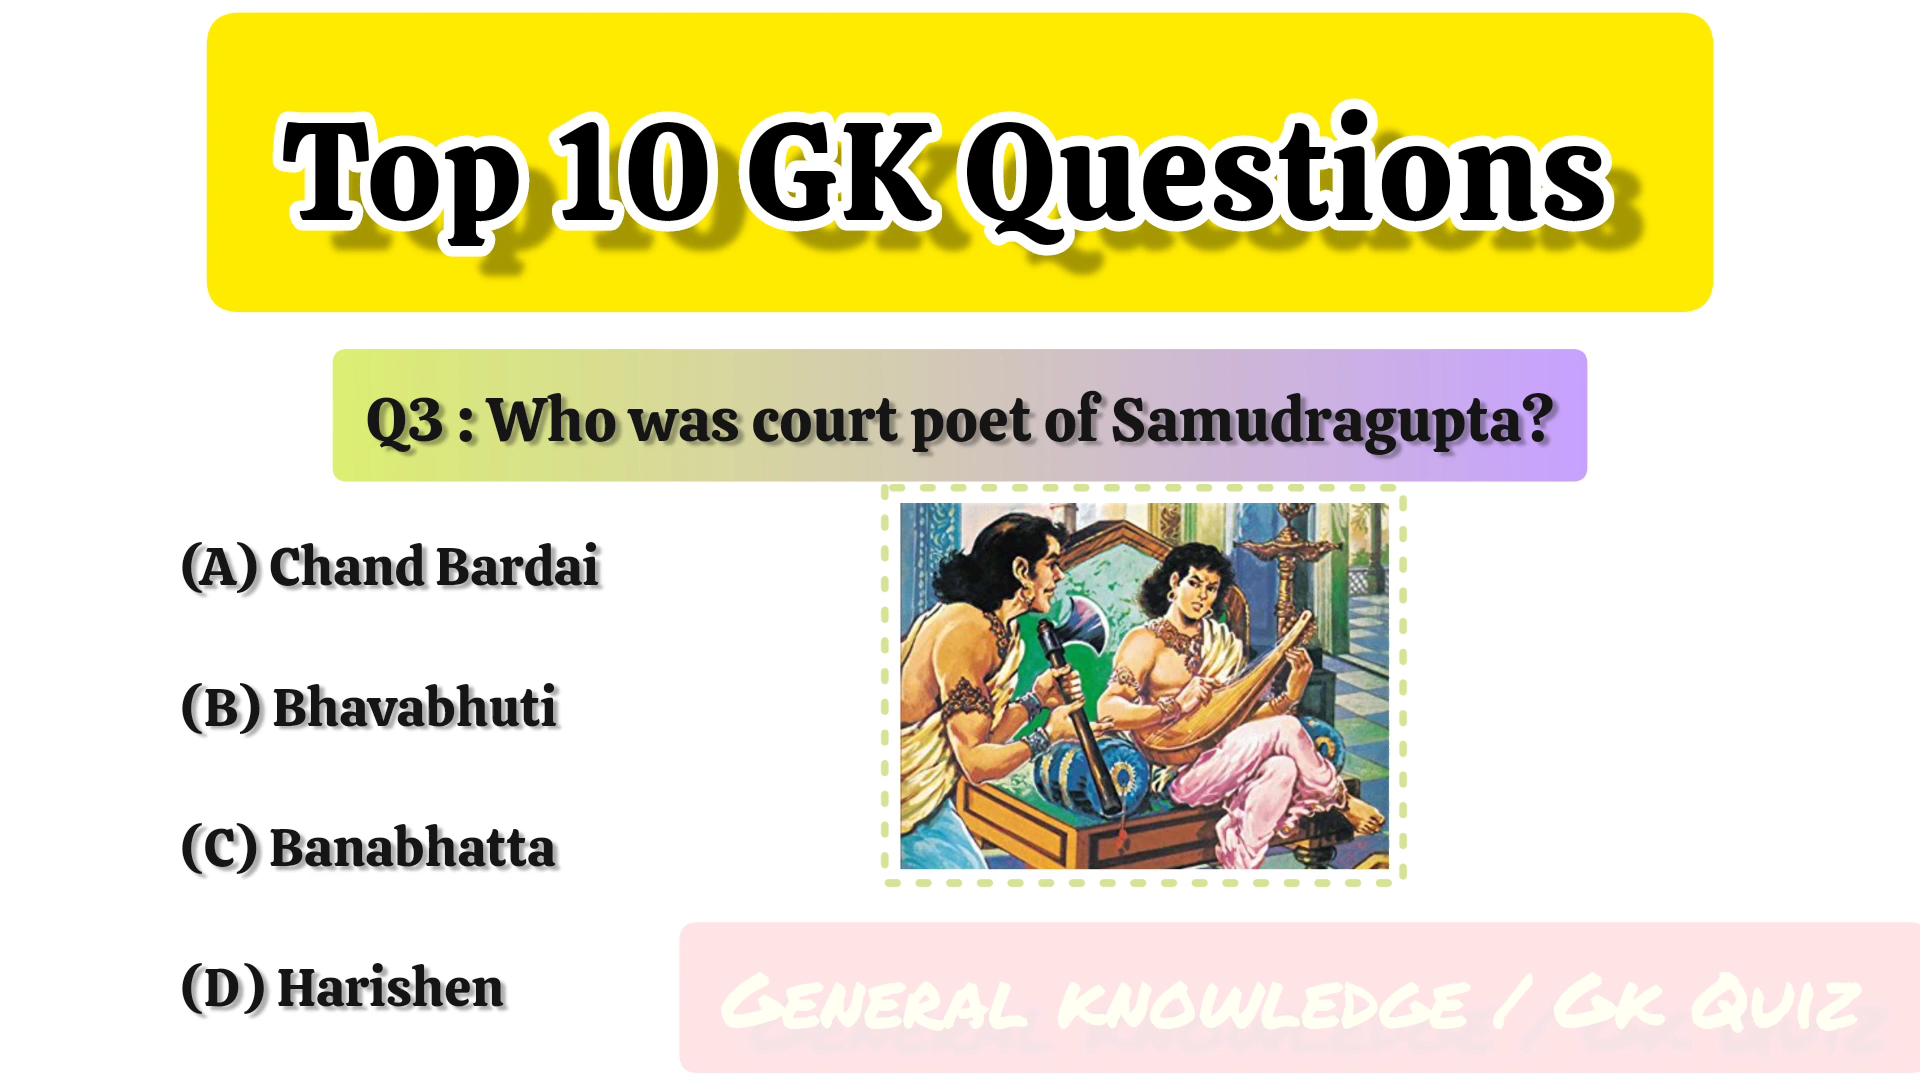 Top 10 GK Questions
Q3 : Who was court poet of Samudragupta?
(A) Chand Bardai
(B) Bhavabhuti
(C) Banabhatta
(D) Harishen
General knowledge / Gk Quiz